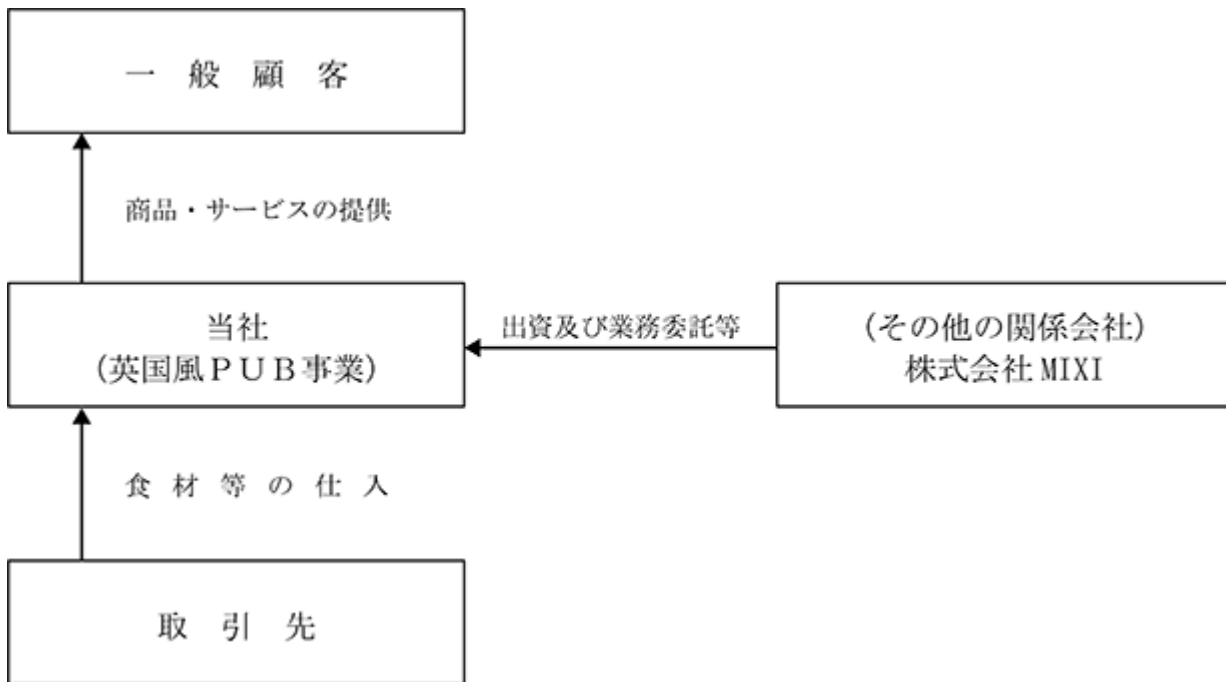 一般顧客
商品・サービスの提供
当社
(英国風PUB事業)
出資及び業務委託等
(その他の関係会社)
株式会社MIXI
食材等の仕入
取引先